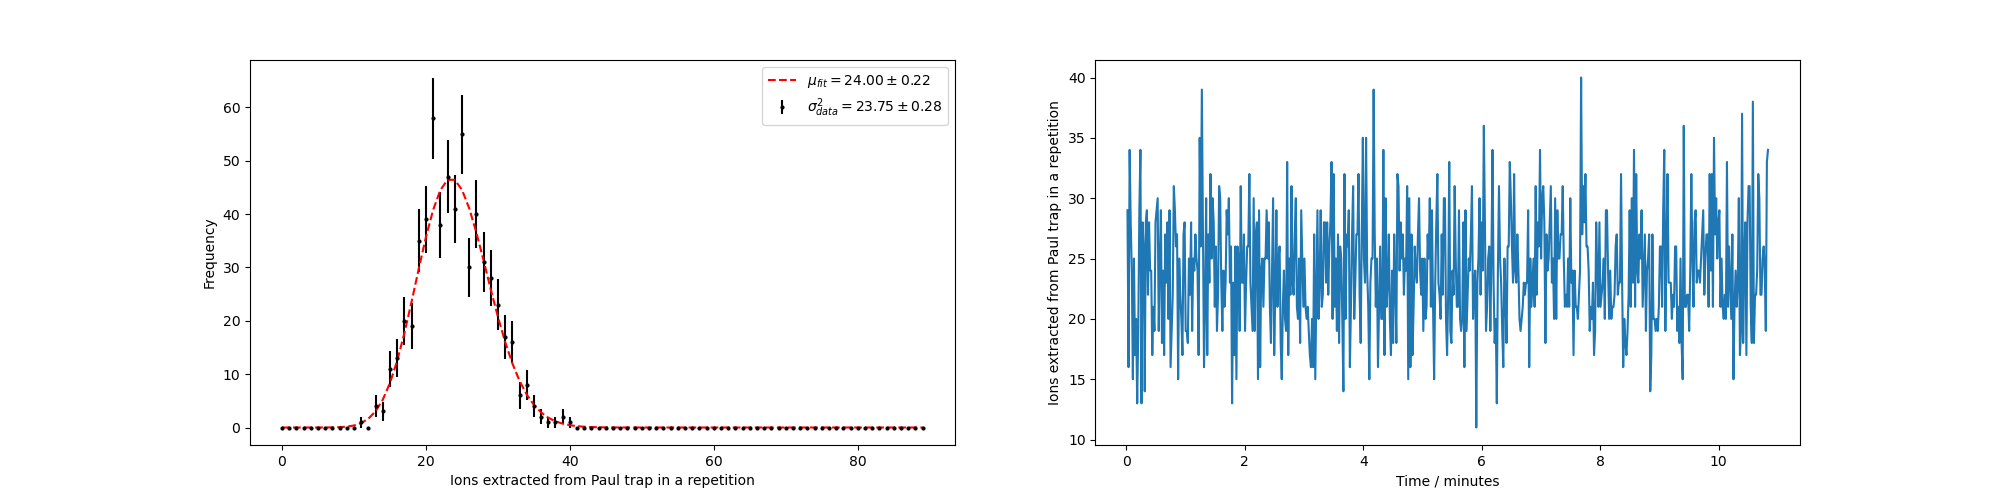 Frequency
60
50
40
30
20
10
0
0 20 40 60 80
Ions extracted from Paul trap in a repetition
μ_fit = 24.00 ± 0.22
σ²_data = 23.75 ± 0.28
Ions extracted from Paul trap in a repetition
40
35
30
25
20
15
10
0 2 4 6 8 10
Time / minutes